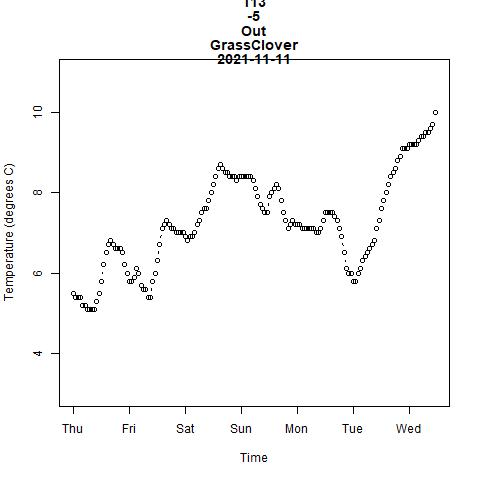 113
-5
Out
GrassClover
2021-11-11
Temperature (degrees C)
10
8
6
4
Thu Fri Sat Sun Mon Tue Wed
Time